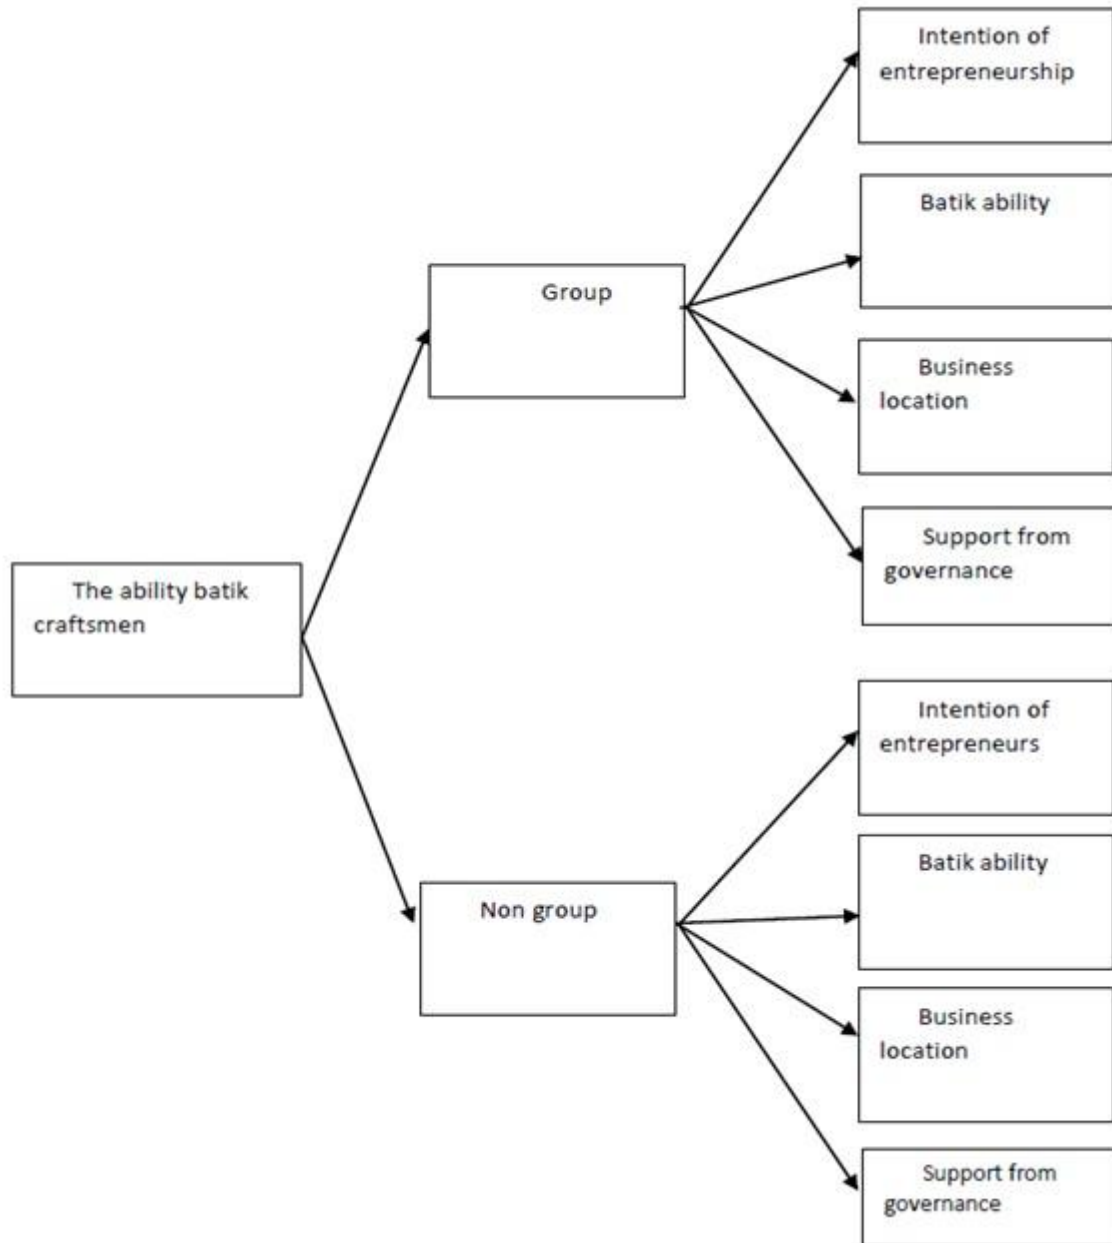 Intention of
entrepreneurship
Batik ability
Group
Business
location
Support from
governance
The ability batik
craftsmen
Intention of
entrepreneurs
Batik ability
Non group
Business
location
Support from
governance